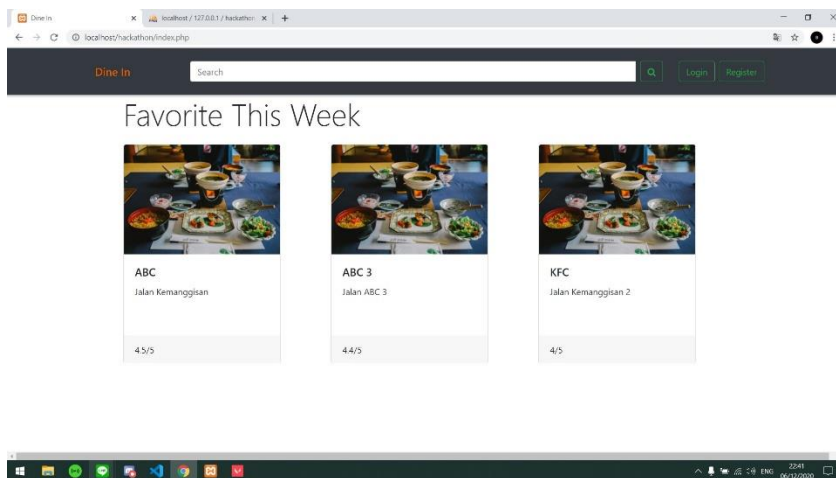 Dine In
localhost / 127.0.0.1 / hackathon
localhost/hackathon/index.php
Dine In
Search
Login
Register
Favorite This Week
ABC
Jalan Kemanggisan
4.5/5
ABC 3
Jalan ABC 3
4.4/5
KFC
Jalan Kemanggisan 2
4/5
ENG
22:41
06/12/2020